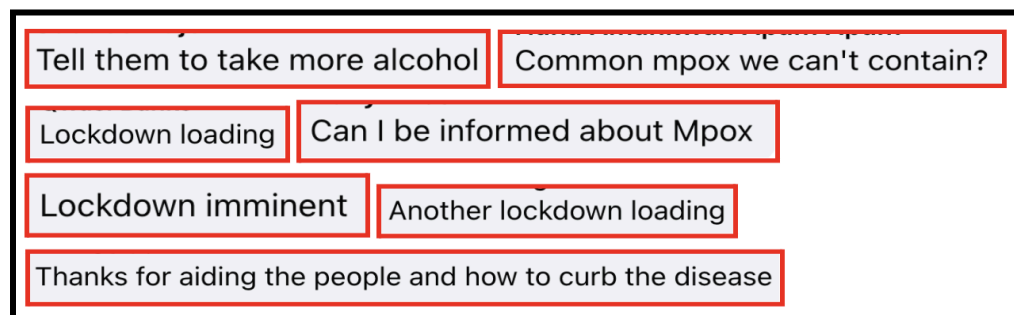 Tell them to take more alcohol
Common mpox we can't contain?
Lockdown loading
Can I be informed about Mpox
Lockdown imminent
Another lockdown loading
Thanks for aiding the people and how to curb the disease